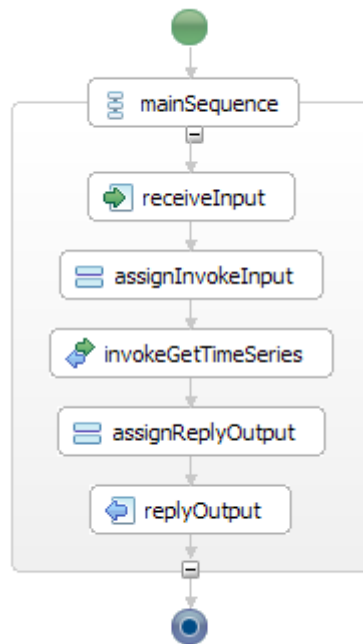 mainSequence
receiveInput
assignInvokeInput
invokeGetTimeSeries
assignReplyOutput
replyOutput